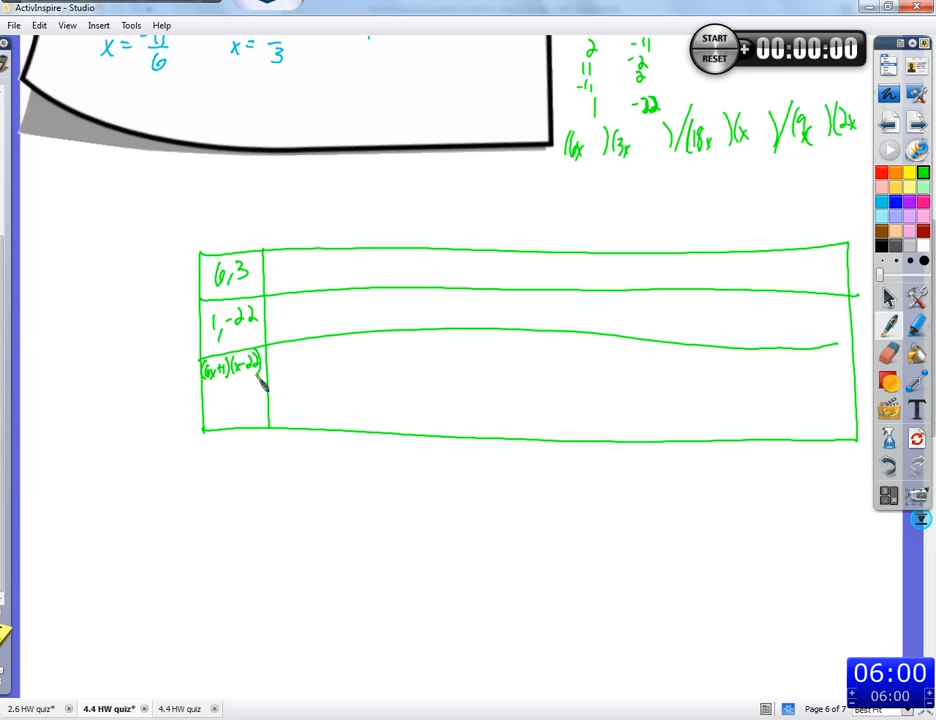 ActivInspire - Studio
File Edit View Insert Tools Help
x = -11/6 x = /3
2 -11
11 -2
-11 2
1 -22
(6x )(3x )/(18x )(x )/(9x )(2x
START
RESET
+ 00:00:00
6,3
1,-22
(6x+1)(x-22)
06:00
06:00
2.6 HW quiz* 4.4 HW quiz* 4.4 HW quiz
Page 6 of 7 Best Fit